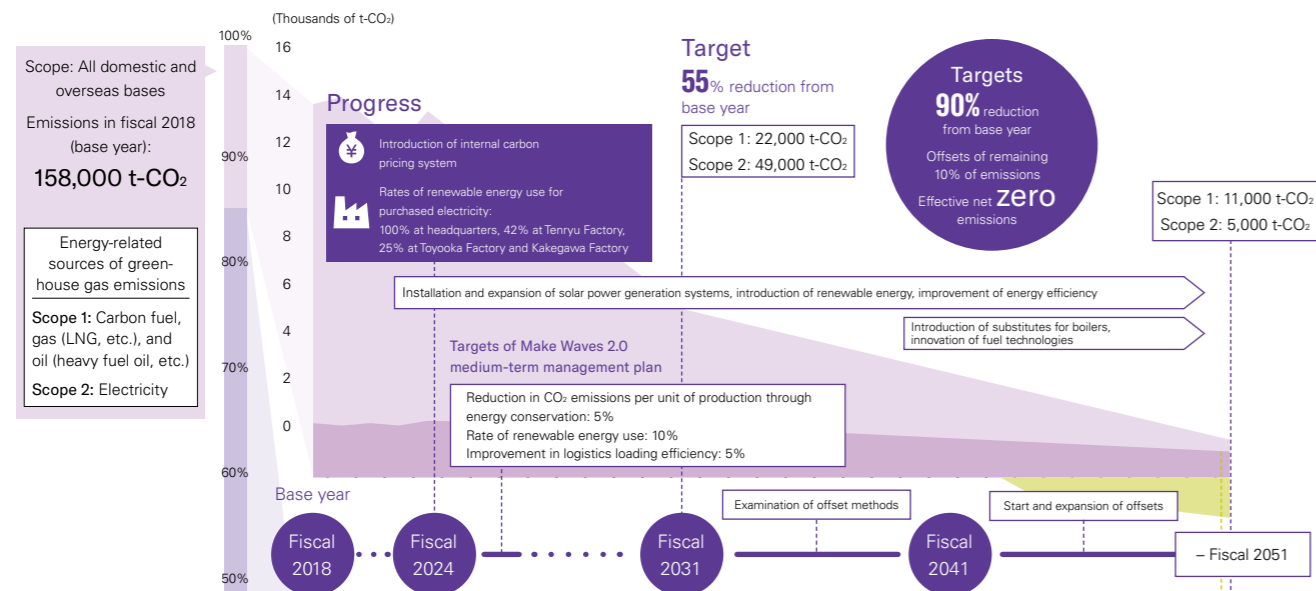 (Thousands of t-CO₂)
100%
90%
80%
70%
60%
50%
16
14
12
10
8
6
4
2
0
Scope: All domestic and
overseas bases
Emissions in fiscal 2018
(base year):
158,000 t-CO₂
Energy-related
sources of green-
house gas emissions
Scope 1: Carbon fuel,
gas (LNG, etc.), and
oil (heavy fuel oil, etc.)
Scope 2: Electricity
Progress
¥
Introduction of internal carbon
pricing system
Rates of renewable energy use for
purchased electricity:
100% at headquarters, 42% at Tenryu Factory,
25% at Toyooka Factory and Kakegawa Factory
Target
55% reduction from
base year
Scope 1: 22,000 t-CO₂
Scope 2: 49,000 t-CO₂
Targets
90% reduction
from base year
Offsets of remaining
10% of emissions
Effective net zero
emissions
Scope 1: 11,000 t-CO₂
Scope 2: 5,000 t-CO₂
Installation and expansion of solar power generation systems, introduction of renewable energy, improvement of energy efficiency
Introduction of substitutes for boilers,
innovation of fuel technologies
Targets of Make Waves 2.0
medium-term management plan
Reduction in CO₂ emissions per unit of production through
energy conservation: 5%
Rate of renewable energy use: 10%
Improvement in logistics loading efficiency: 5%
Base year
Examination of offset methods
Start and expansion of offsets
Fiscal
2018
Fiscal
2024
Fiscal
2031
Fiscal
2041
– Fiscal 2051